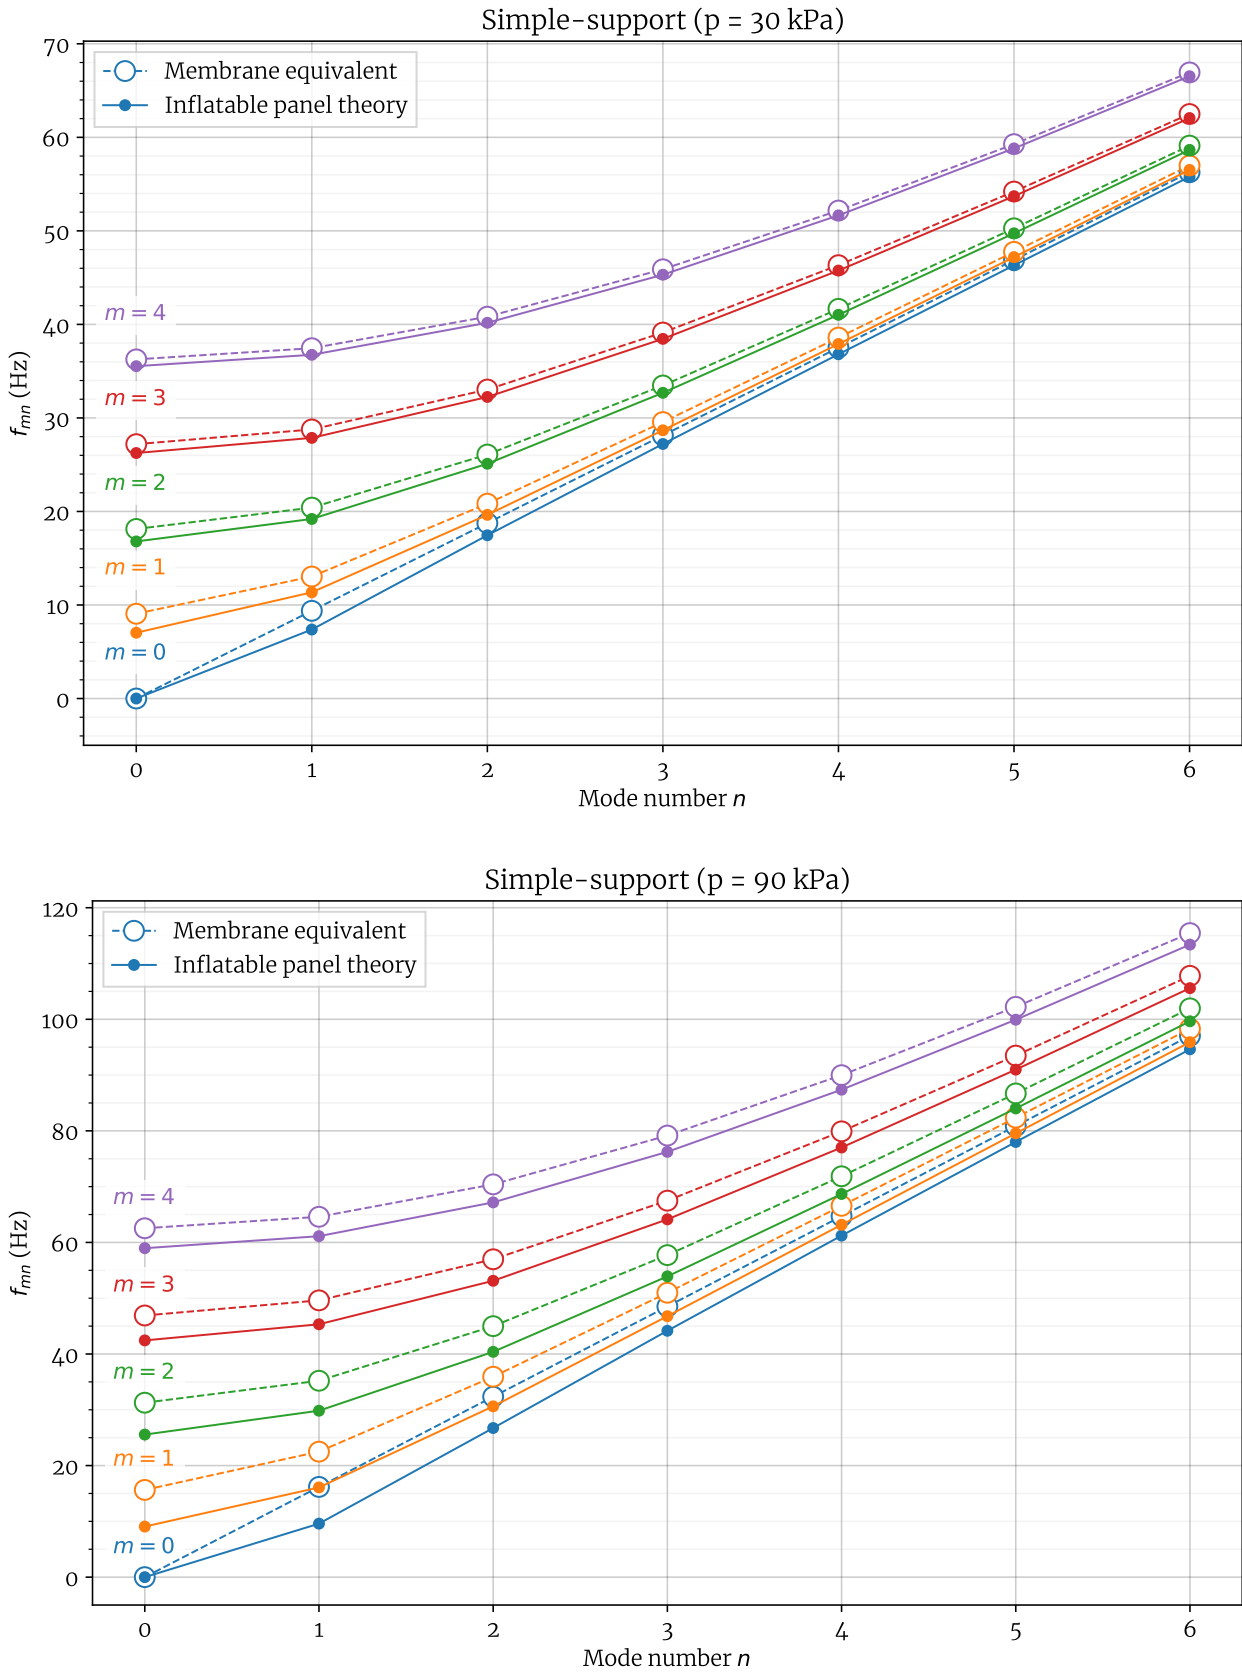 Simple-support (p = 30 kPa)
70
60
50
40
30
20
10
0
f_mn (Hz)
Membrane equivalent
Inflatable panel theory
m = 4
m = 3
m = 2
m = 1
m = 0
0 1 2 3 4 5 6
Mode number n
Simple-support (p = 90 kPa)
120
100
80
60
40
20
0
f_mn (Hz)
Membrane equivalent
Inflatable panel theory
m = 4
m = 3
m = 2
m = 1
m = 0
0 1 2 3 4 5 6
Mode number n